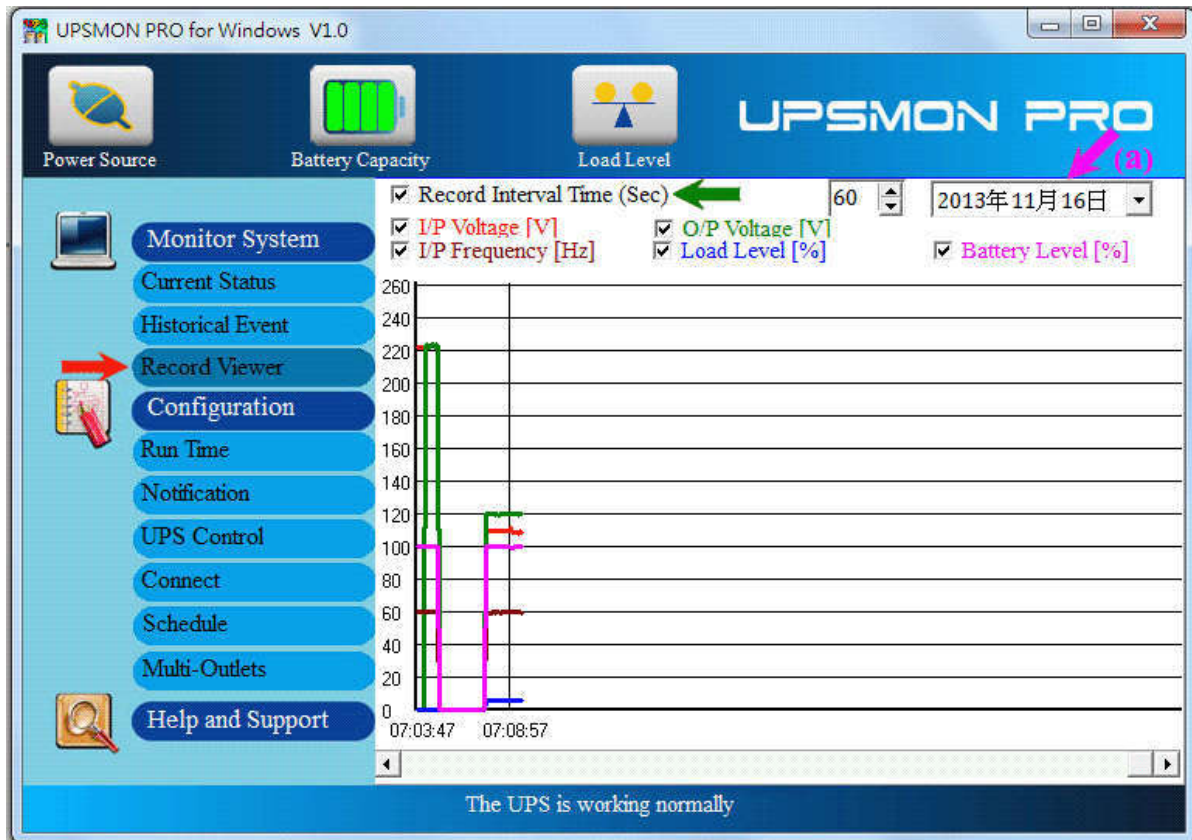 UPSMON PRO for Windows V1.0
UPSMON PRO
Power Source
Battery Capacity
Load Level
(a)
Record Interval Time (Sec)
60
2013年11月16日
I/P Voltage [V]
O/P Voltage [V]
I/P Frequency [Hz]
Load Level [%]
Battery Level [%]
Monitor System
Current Status
Historical Event
Record Viewer
Configuration
Run Time
Notification
UPS Control
Connect
Schedule
Multi-Outlets
Help and Support
260
240
220
200
180
160
140
120
100
80
60
40
20
0
07:03:47 07:08:57
The UPS is working normally